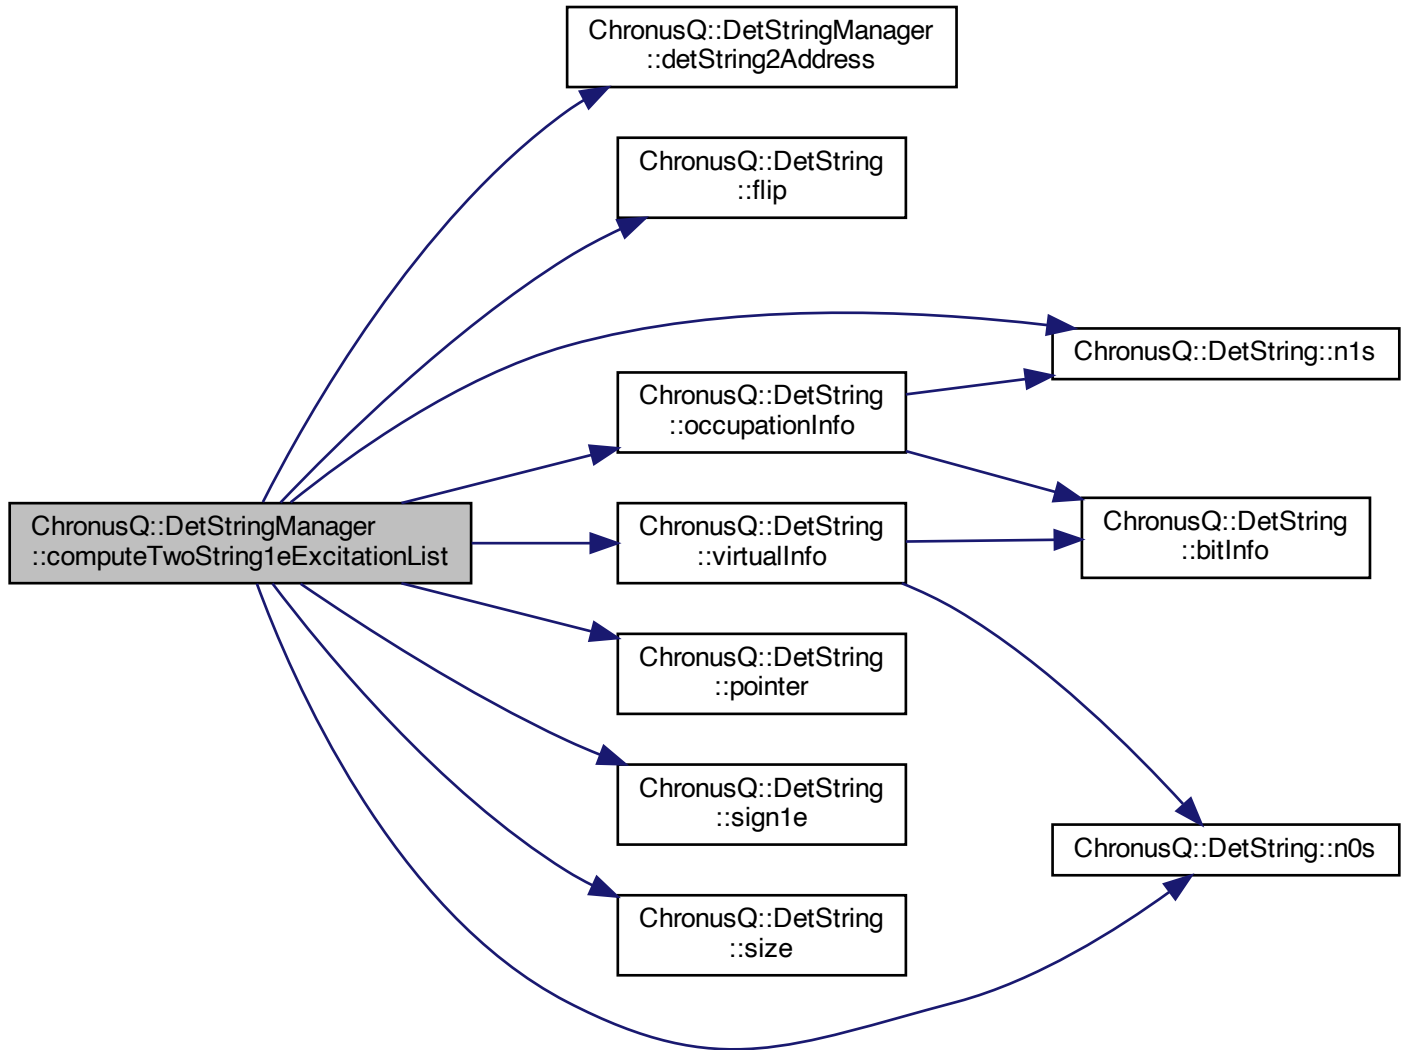 ChronusQ::DetStringManager
::detString2Address
ChronusQ::DetString
::flip
ChronusQ::DetString::n1s
ChronusQ::DetString
::occupationInfo
ChronusQ::DetStringManager
::computeTwoString1eExcitationList
ChronusQ::DetString
::virtualInfo
ChronusQ::DetString
::bitInfo
ChronusQ::DetString
::pointer
ChronusQ::DetString
::sign1e
ChronusQ::DetString::n0s
ChronusQ::DetString
::size